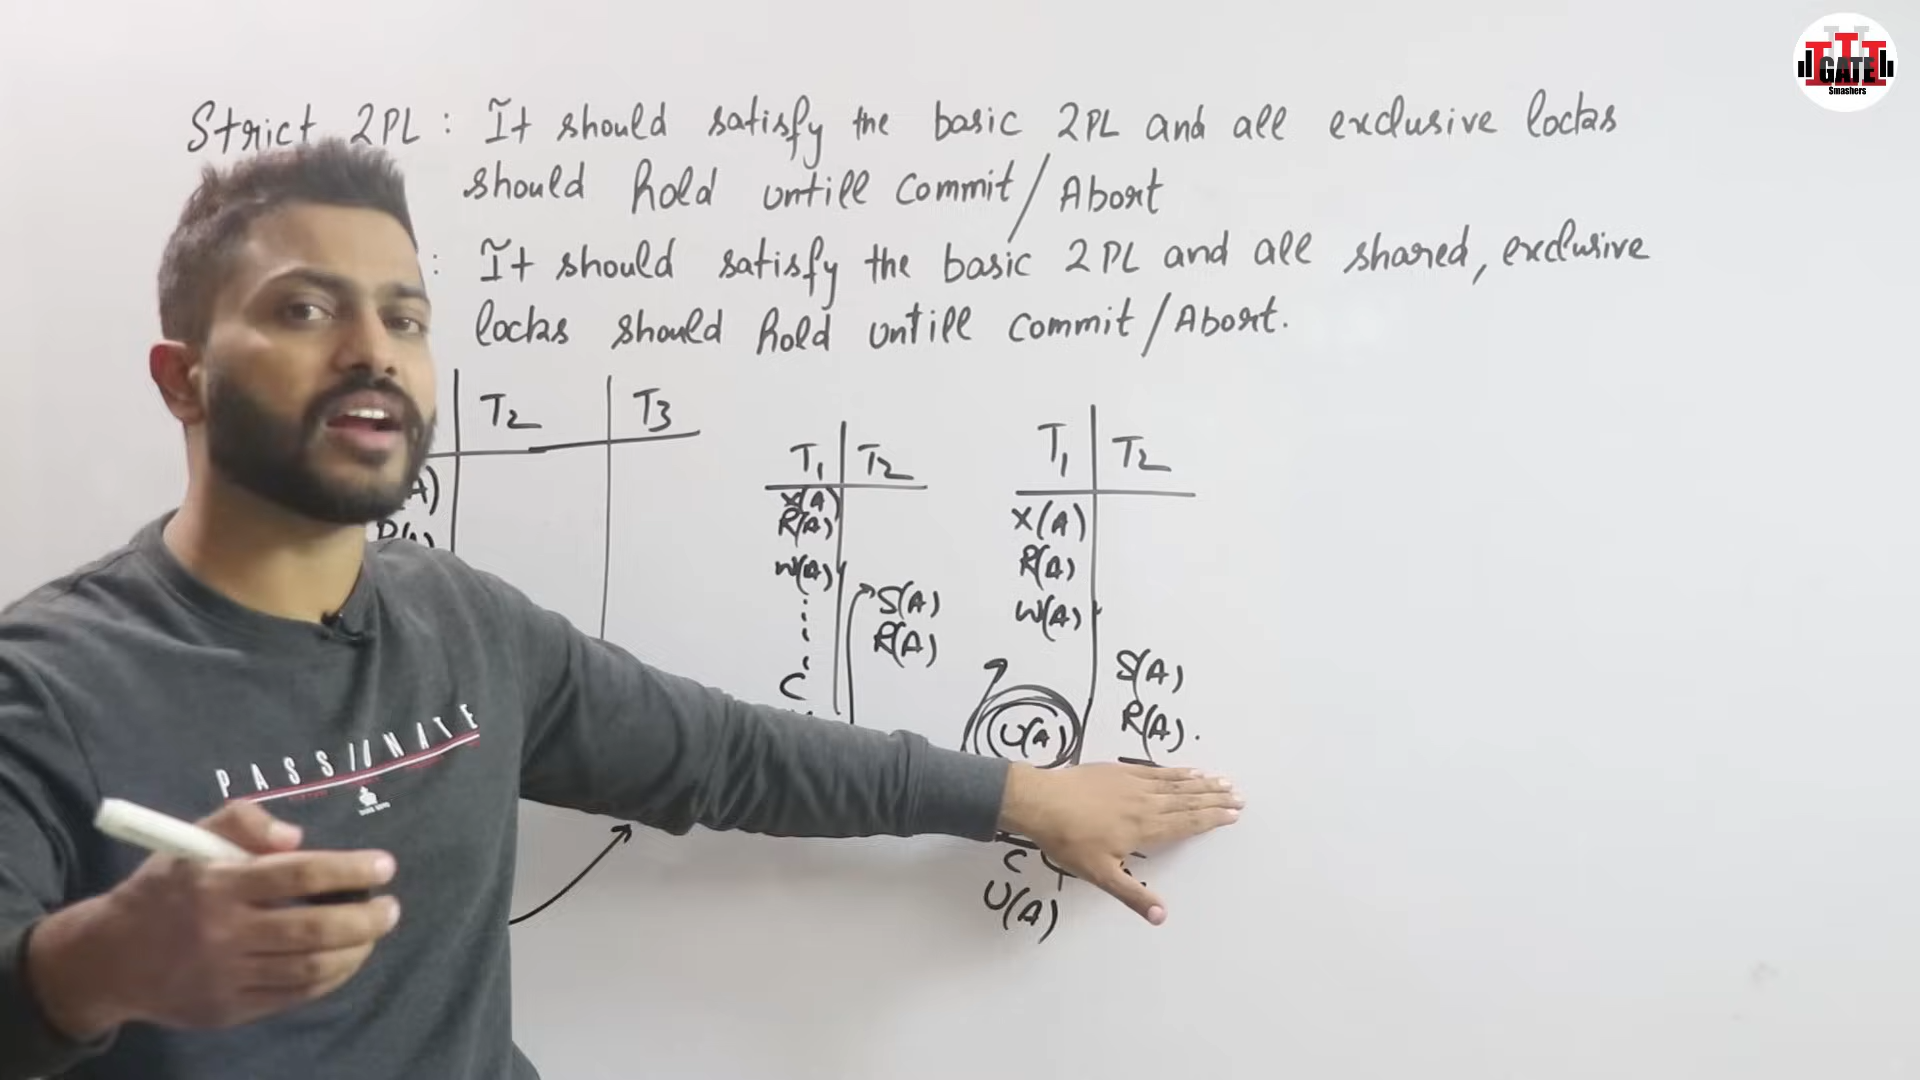 Strict 2PL : It should satisfy the basic 2PL and all exclusive locks
should hold untill Commit/Abort
: It should satisfy the basic 2PL and all shared, exclusive
locks should hold untill Commit/Abort.
T2 T3
A)
R(A)
T1 T2
X(A)
R(A)
W(A)
S(A)
R(A)
C
T1 T2
X(A)
R(A)
W(A)
S(A)
R(A).
U(A)
C
U(A)
PASSIONATE
GATE
Smashers